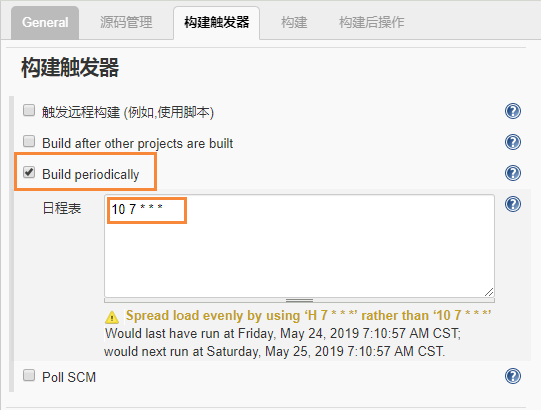 General 源码管理 构建触发器 构建 构建后操作
构建触发器
触发远程构建 (例如,使用脚本)
Build after other projects are built
Build periodically
日程表 10 7 * * *
Spread load evenly by using ‘H 7 * * *’ rather than ‘10 7 * * *’
Would last have run at Friday, May 24, 2019 7:10:57 AM CST;
would next run at Saturday, May 25, 2019 7:10:57 AM CST.
Poll SCM